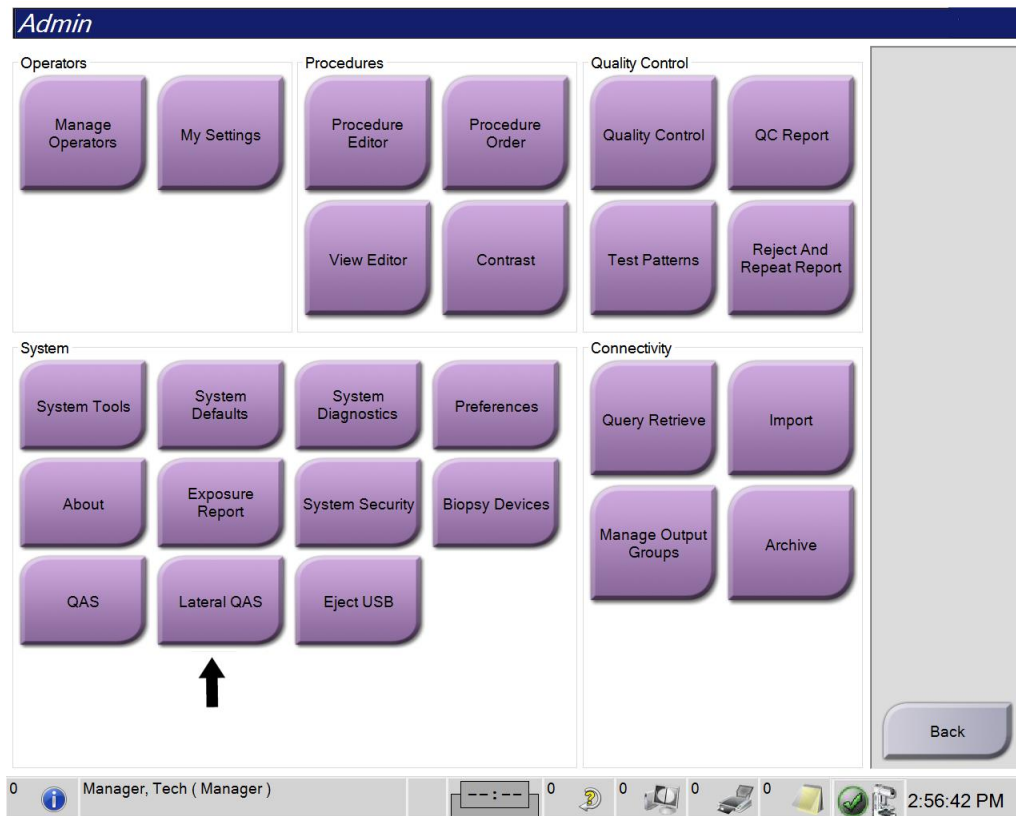 Admin
Operators
Manage
Operators
My Settings
Procedures
Procedure
Editor
Procedure
Order
View Editor
Contrast
Quality Control
Quality Control
QC Report
Test Patterns
Reject And
Repeat Report
System
System Tools
System
Defaults
System
Diagnostics
Preferences
About
Exposure
Report
System Security
Biopsy Devices
QAS
Lateral QAS
Eject USB
Connectivity
Query Retrieve
Import
Manage Output
Groups
Archive
Back
0 Manager, Tech ( Manager ) --:-- 0 0 0 0 2:56:42 PM